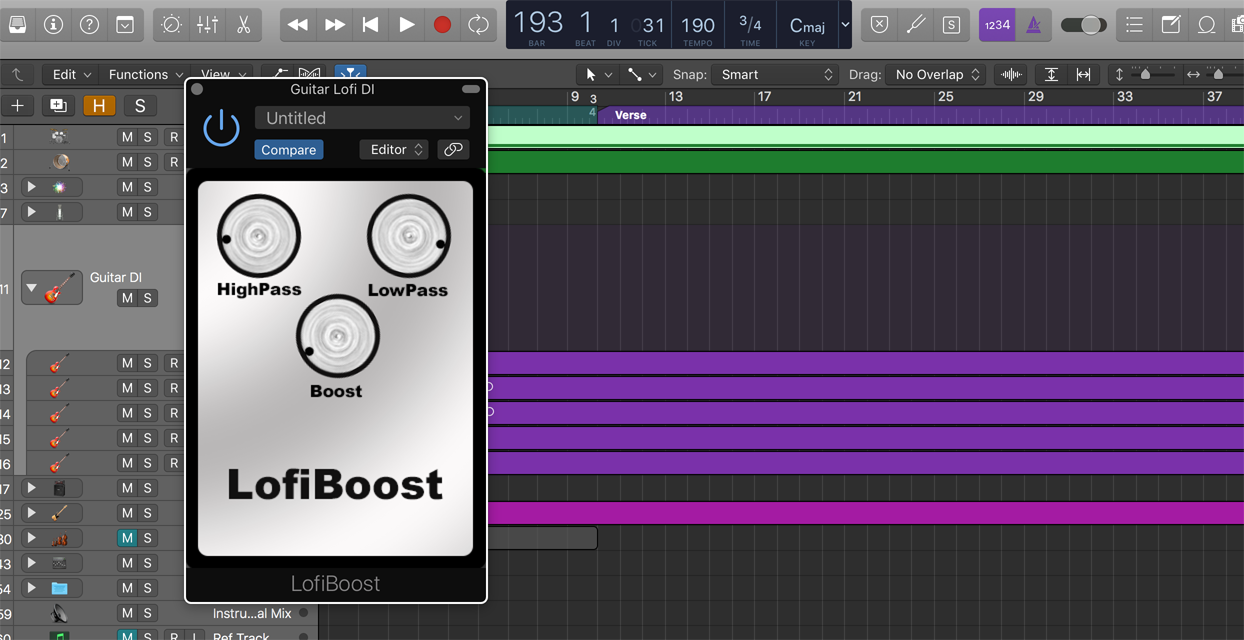 193 1 1 031 190 3/4 Cmaj
BAR BEAT DIV TICK TEMPO TIME KEY
S 1234
Edit Functions View Snap: Smart Drag: No Overlap
H S
9 3 13 17 21 25 29 33 37
4 Verse
Guitar Lofi DI
Untitled
Compare Editor
HighPass LowPass
Boost
LofiBoost
LofiBoost
1 M S R
2 M S R
3 M S
7 M S
Guitar DI
11 M S
12 M S R
13 M S R
14 M S R
15 M S R
16 M S R
17 M S
25 M S
30 M S
43 M S
54 M S
59 M S Instru...al Mix
60 M S R I Ref Track